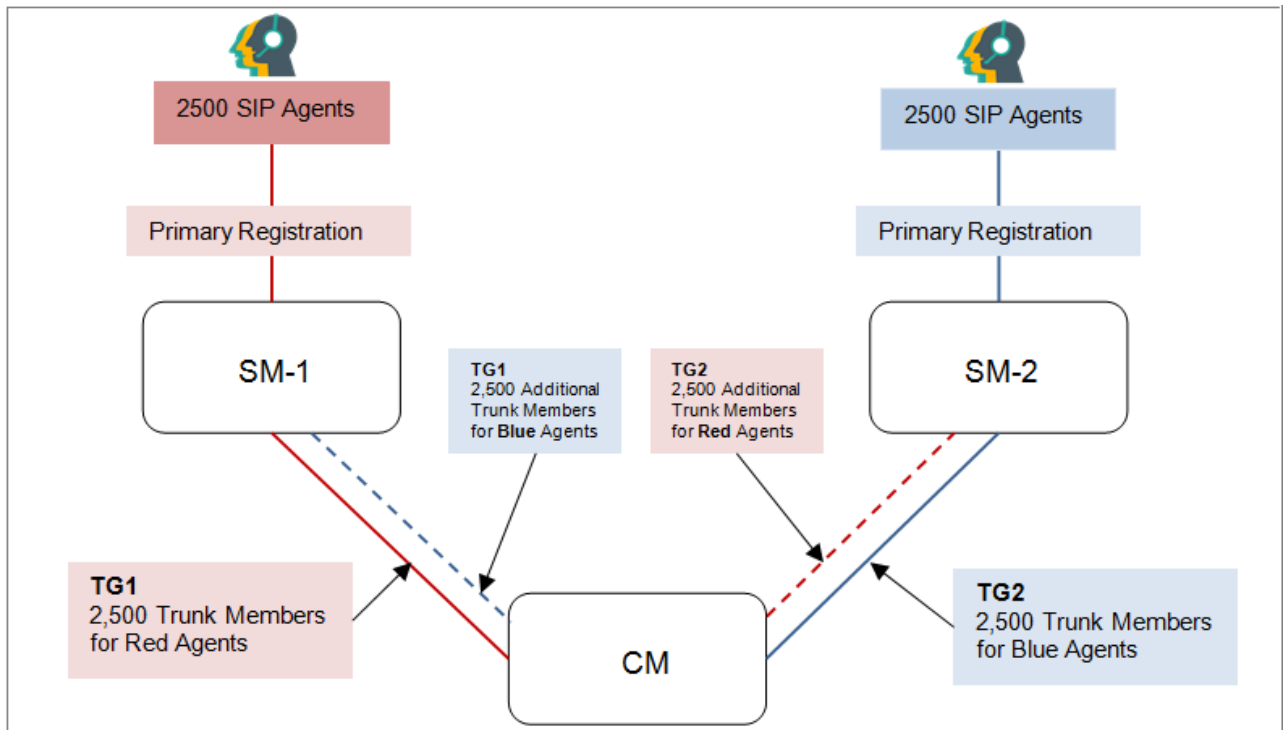 2500 SIP Agents
2500 SIP Agents
Primary Registration
Primary Registration
SM-1
SM-2
TG1
2,500 Additional
Trunk Members
for Blue Agents
TG2
2,500 Additional
Trunk Members
for Red Agents
TG1
2,500 Trunk Members
for Red Agents
CM
TG2
2,500 Trunk Members
for Blue Agents